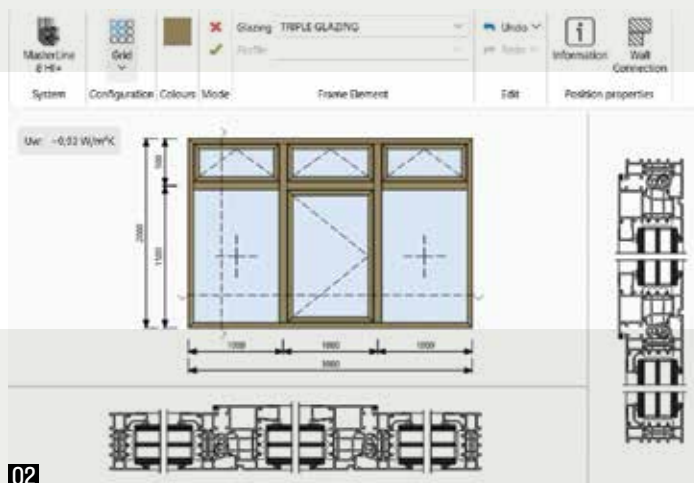 Glazing TRIPLE GLAZING
Profile
Undo
Redo
MasterLine
8 HI+
Grid
Information
Wall
Connection
System
Configuration
Colours
Mode
Frame Element
Edit
Position properties
Uw: ~0,93 W/m²K
500
2000
1500
1000
1000
1000
3000
02